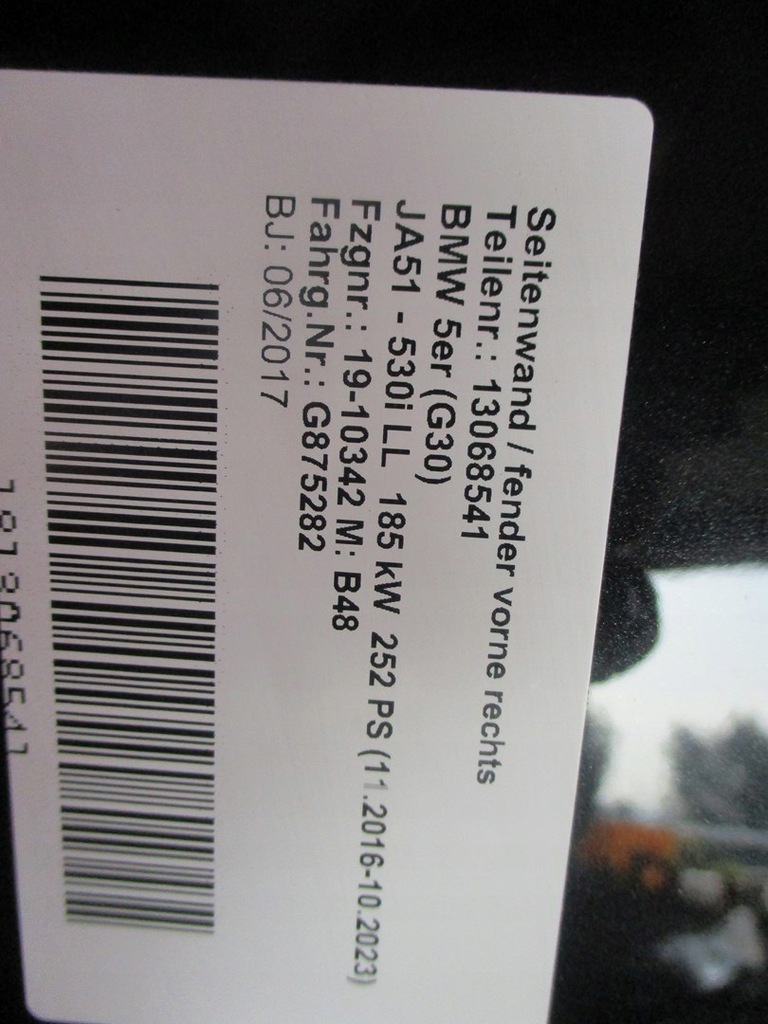 Seitenwand / fender vorne rechts
Teilenr.: 13068541
BMW 5er (G30)
JA51 - 530i LL 185 kW 252 PS (11.2016-10.2023)
Fzgnr.: 19-10342 M: B48
Fahrg.Nr.: G875282
BJ: 06/2017